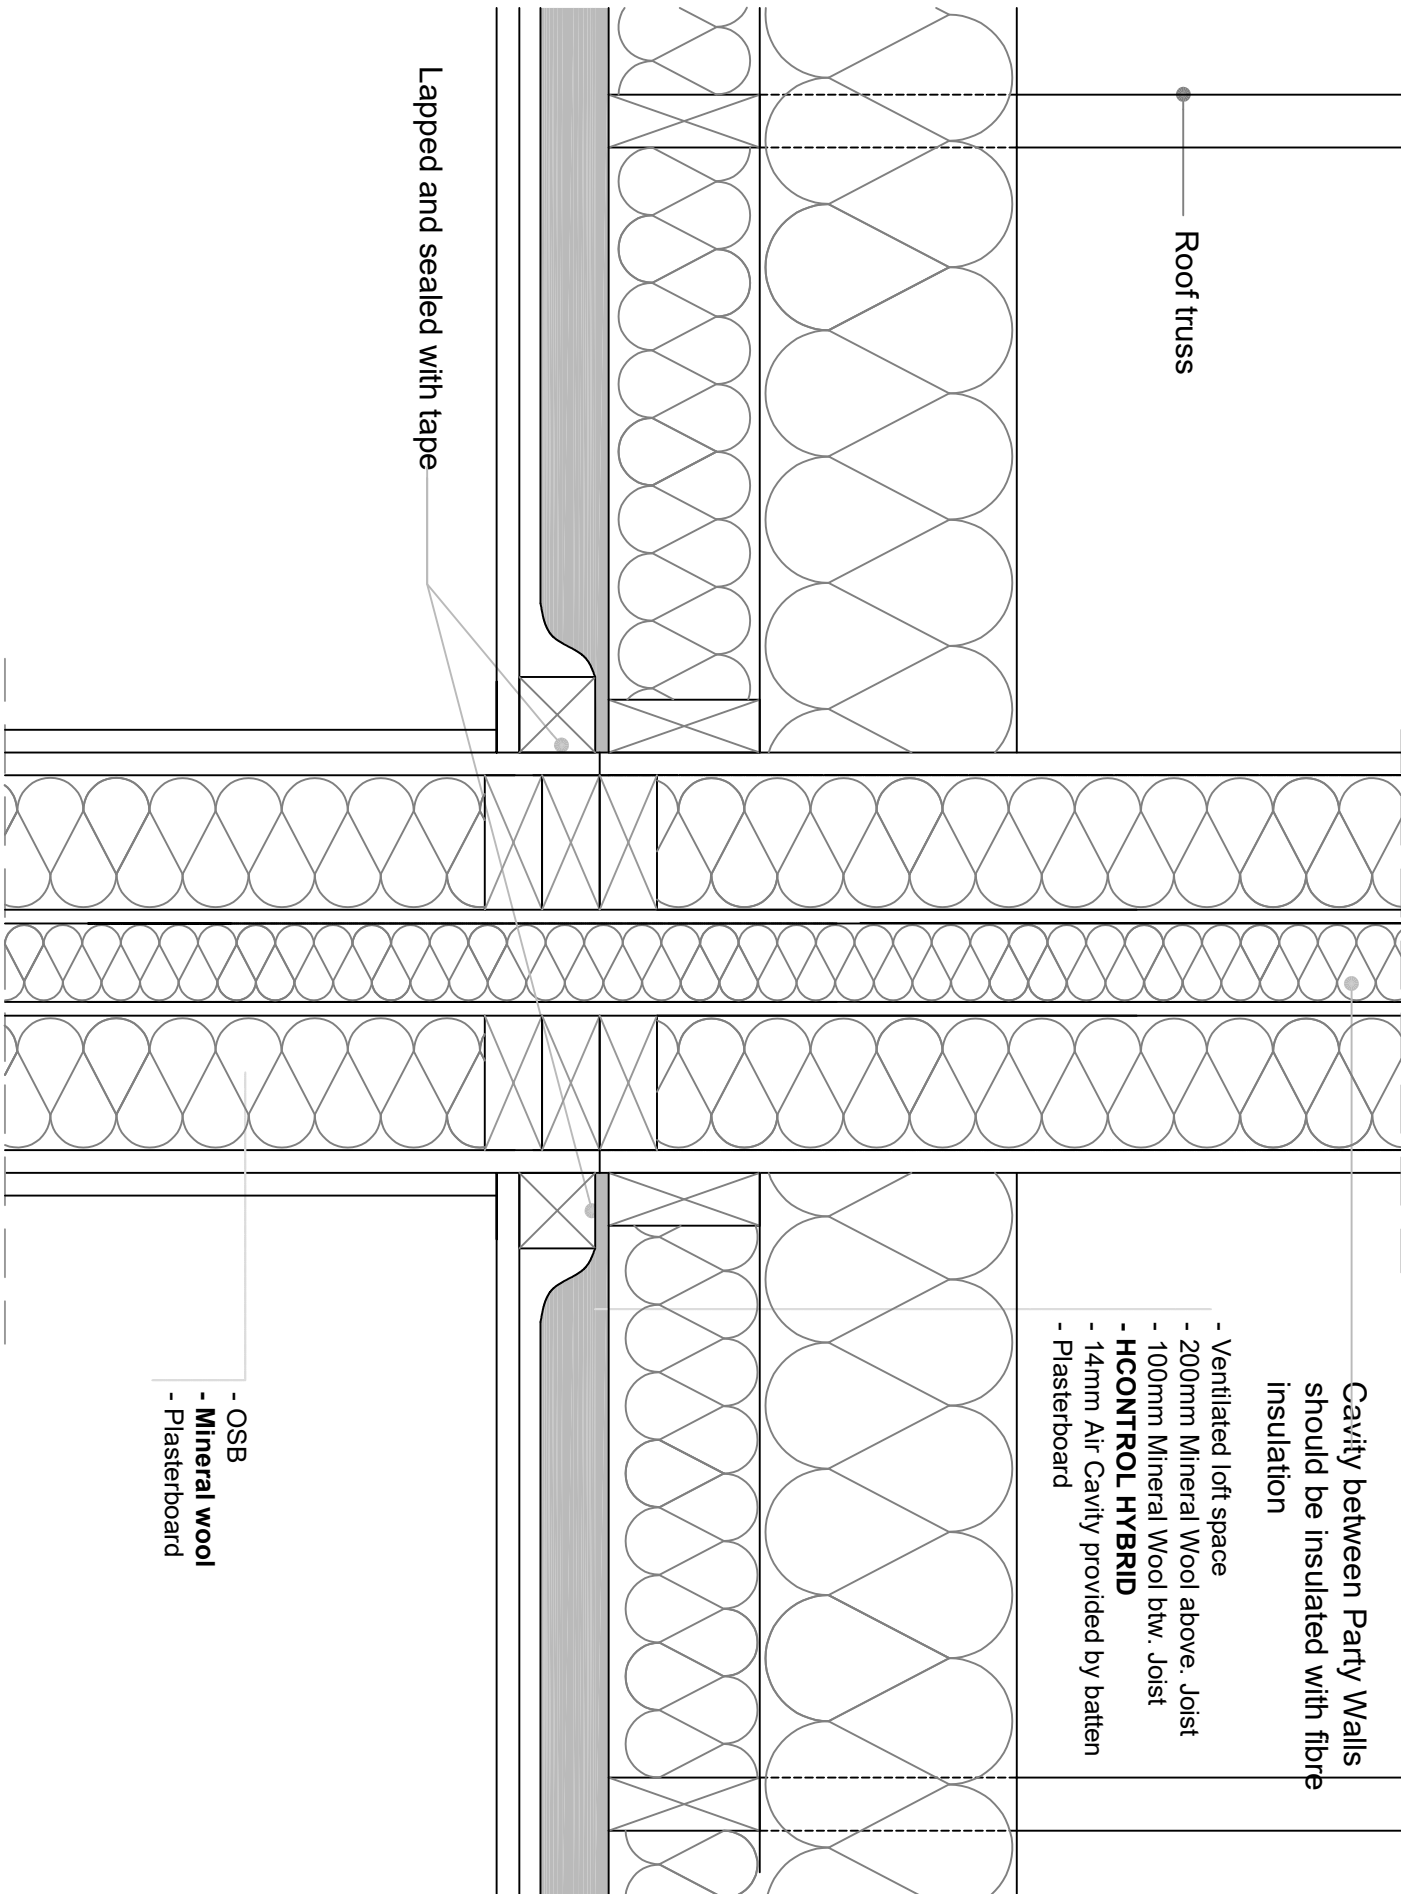 Roof truss
Lapped and sealed with tape
Cavity between Party Walls
should be insulated with fibre
insulation
- Ventilated loft space
- 200mm Mineral Wool above. Joist
- 100mm Mineral Wool btw. Joist
- HCONTROL HYBRID
- 14mm Air Cavity provided by batten
- Plasterboard
- OSB
- Mineral wool
- Plasterboard